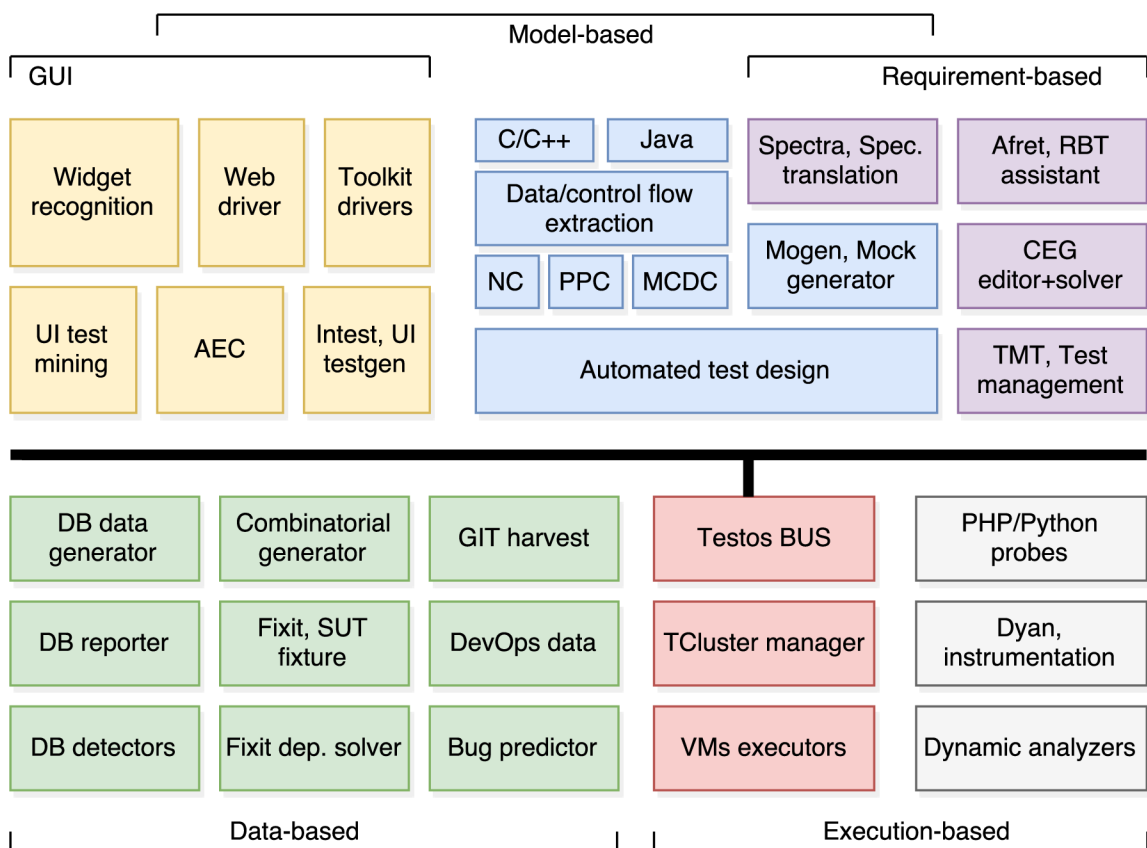 Model-based
GUI
Requirement-based
Widget
recognition
Web
driver
Toolkit
drivers
C/C++
Java
Spectra, Spec.
translation
Afret, RBT
assistant
Data/control flow
extraction
Mogen, Mock
generator
CEG
editor+solver
NC
PPC
MCDC
UI test
mining
AEC
Intest, UI
testgen
Automated test design
TMT, Test
management
DB data
generator
Combinatorial
generator
GIT harvest
Testos BUS
PHP/Python
probes
DB reporter
Fixit, SUT
fixture
DevOps data
TCluster manager
Dyan,
instrumentation
DB detectors
Fixit dep. solver
Bug predictor
VMs executors
Dynamic analyzers
Data-based
Execution-based